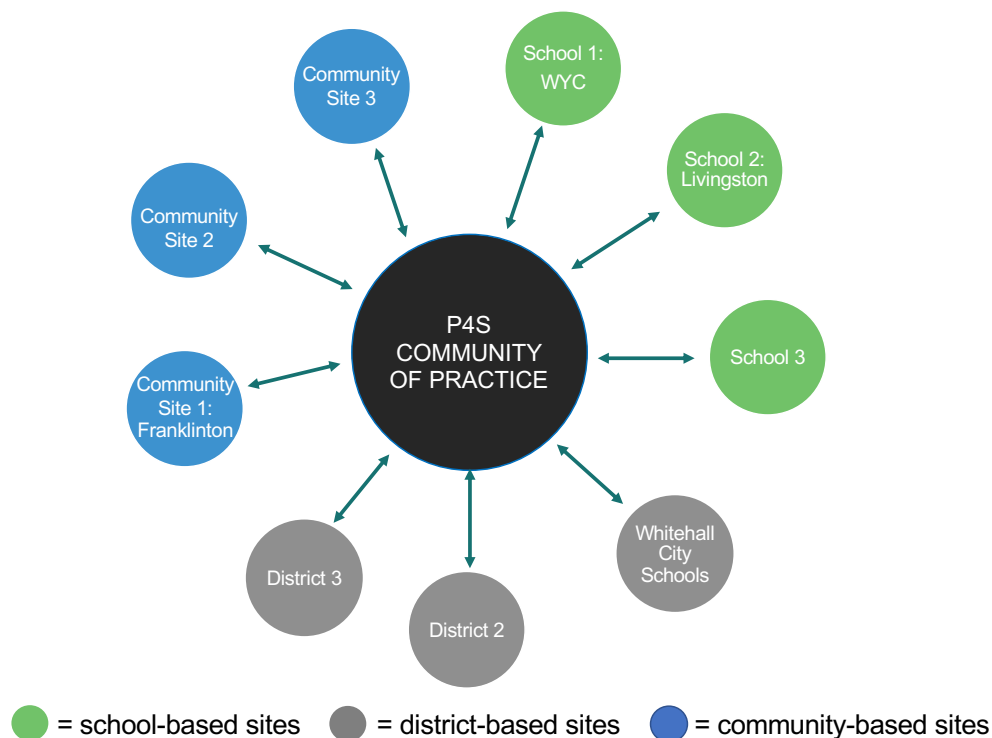 Community
Site 3
School 1:
WYC
School 2:
Livingston
Community
Site 2
P4S
COMMUNITY
OF PRACTICE
School 3
Community
Site 1:
Franklinton
Whitehall
City
Schools
District 3
District 2
= school-based sites
= district-based sites
= community-based sites